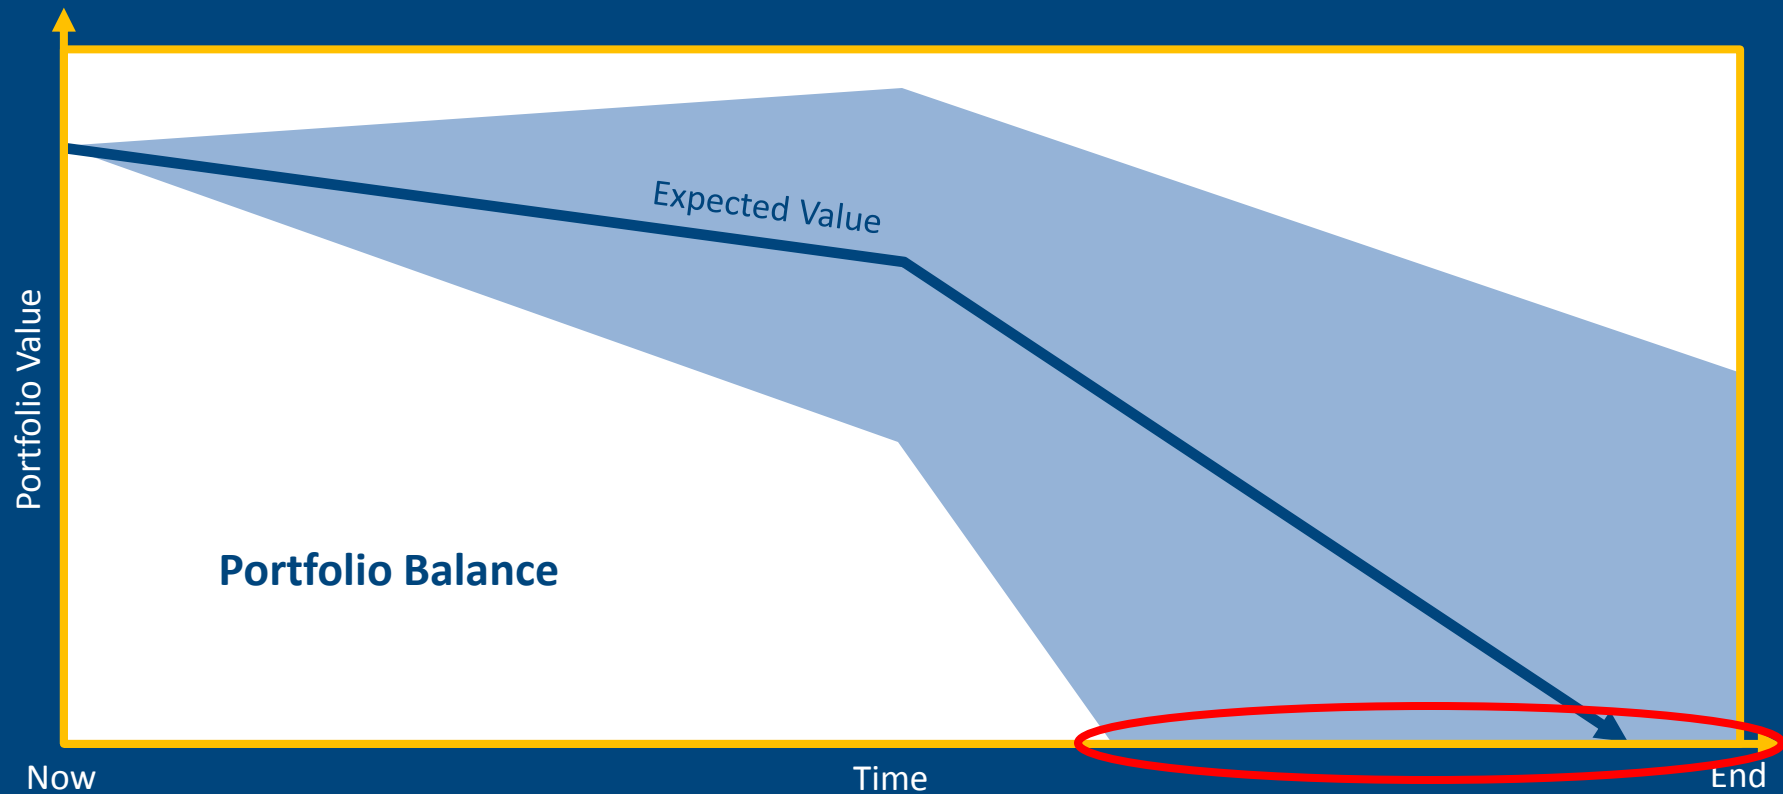 Expected Value
Portfolio Value
Portfolio Balance
Now
Time
End